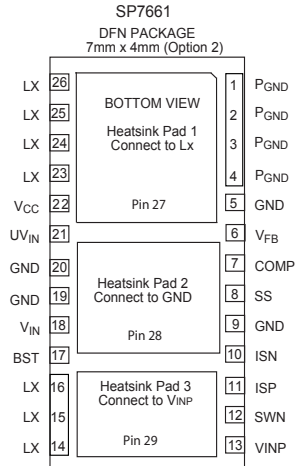 SP7661
DFN PACKAGE
7mm x 4mm (Option 2)
BOTTOM VIEW
Heatsink Pad 1
Connect to Lx
Pin 27
Heatsink Pad 2
Connect to GND
Pin 28
Heatsink Pad 3
Connect to VINP
Pin 29
LX 26
LX 25
LX 24
LX 23
VCC 22
UVIN 21
GND 20
GND 19
VIN 18
BST 17
LX 16
LX 15
LX 14
1 PGND
2 PGND
3 PGND
4 PGND
5 GND
6 VFB
7 COMP
8 SS
9 GND
10 ISN
11 ISP
12 SWN
13 VINP